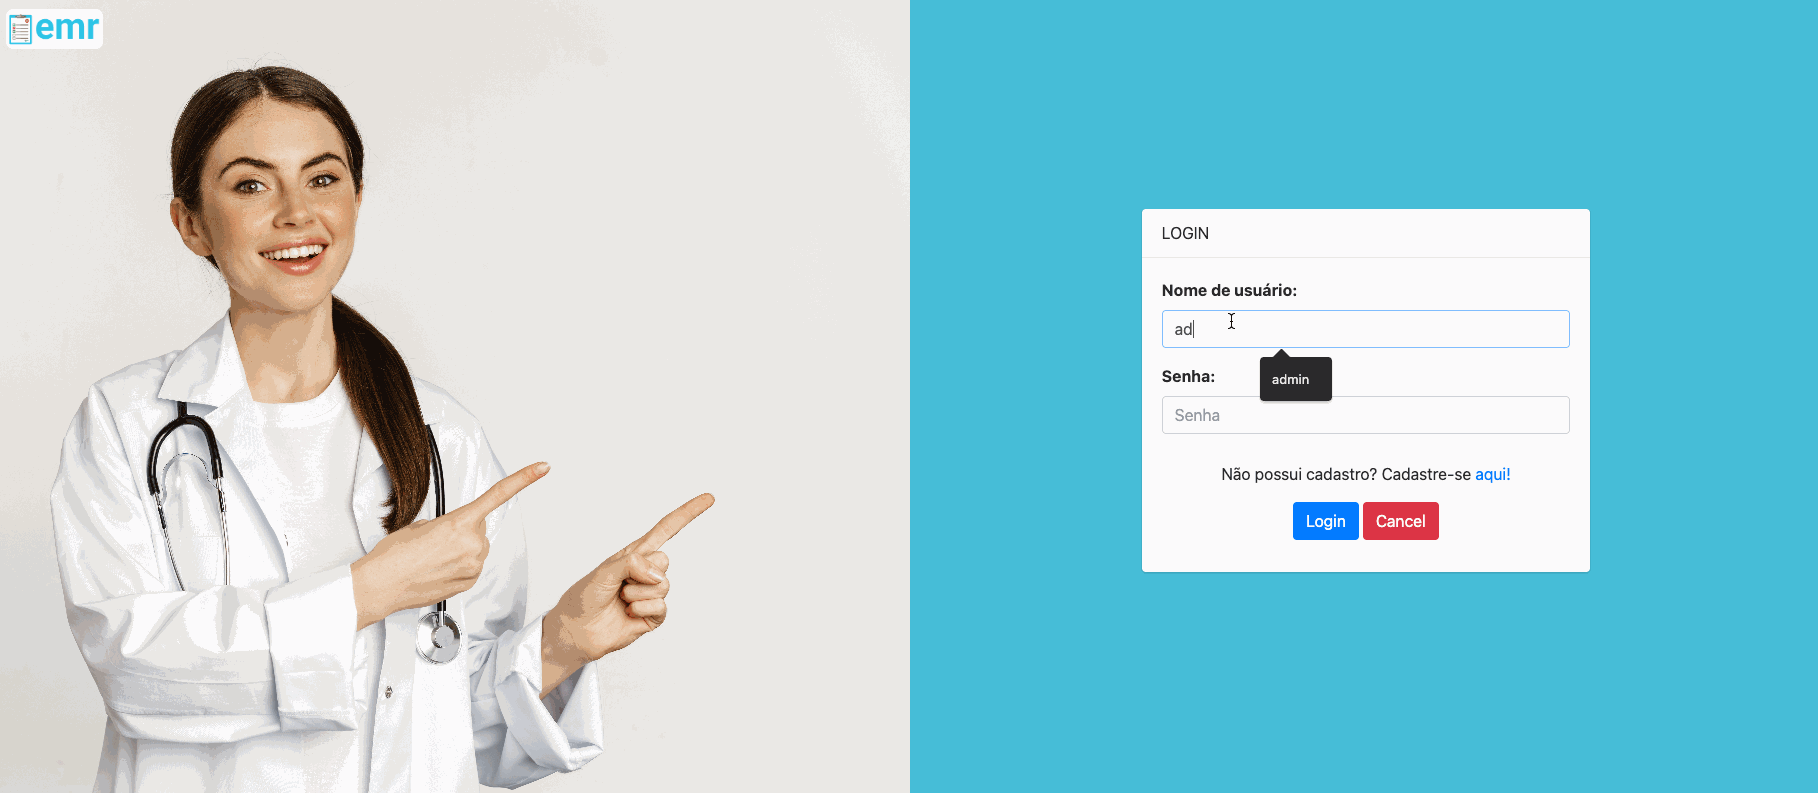 emr
LOGIN
Nome de usuário:
ad
admin
Senha:
Senha
Não possui cadastro? Cadastre-se aqui!
Login Cancel